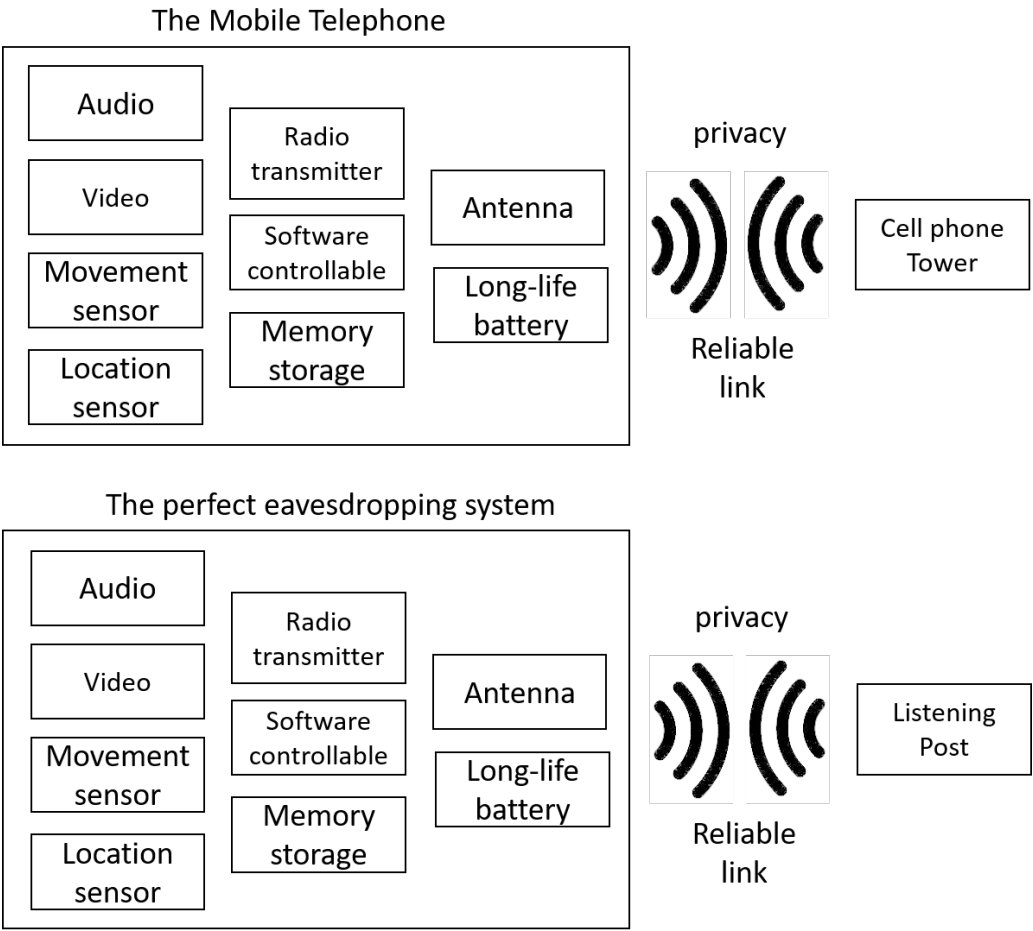 The Mobile Telephone
Audio
Video
Movement
sensor
Location
sensor
Radio
transmitter
Software
controllable
Memory
storage
Antenna
Long-life
battery
privacy
Reliable
link
Cell phone
Tower
The perfect eavesdropping system
Audio
Video
Movement
sensor
Location
sensor
Radio
transmitter
Software
controllable
Memory
storage
Antenna
Long-life
battery
privacy
Reliable
link
Listening
Post